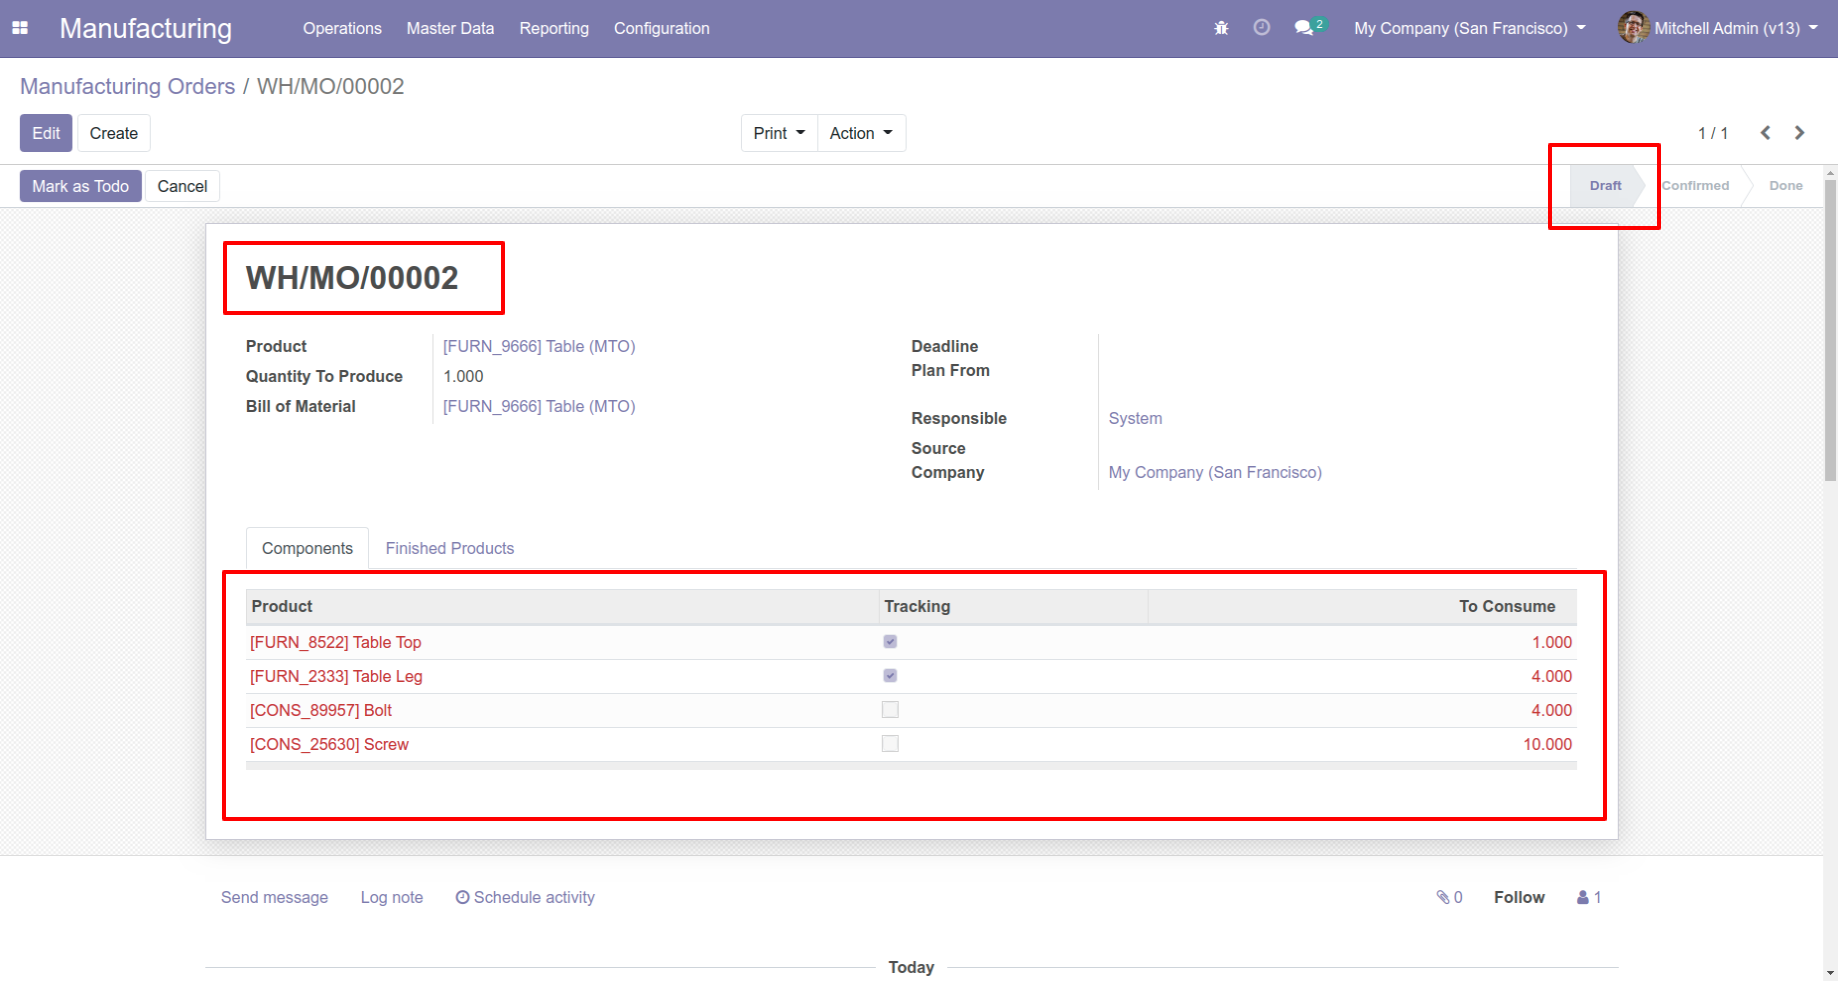 Manufacturing
Operations Master Data Reporting Configuration
2 My Company (San Francisco) Mitchell Admin (v13)
Manufacturing Orders / WH/MO/00002
Edit Create Print Action 1 / 1
Mark as Todo Cancel Draft Confirmed Done
WH/MO/00002
Product [FURN_9666] Table (MTO)
Quantity To Produce 1.000
Bill of Material [FURN_9666] Table (MTO)
Deadline
Plan From
Responsible System
Source
Company My Company (San Francisco)
Components Finished Products
Product Tracking To Consume
[FURN_8522] Table Top 1.000
[FURN_2333] Table Leg 4.000
[CONS_89957] Bolt 4.000
[CONS_25630] Screw 10.000
Send message Log note Schedule activity 0 Follow 1
Today